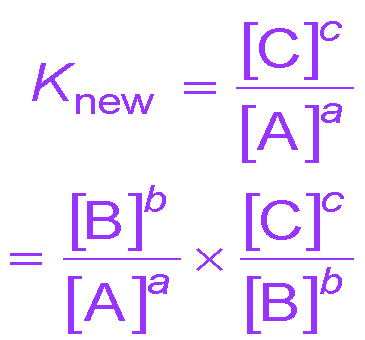 K_new = [C]^c / [A]^a
= [B]^b / [A]^a × [C]^c / [B]^b